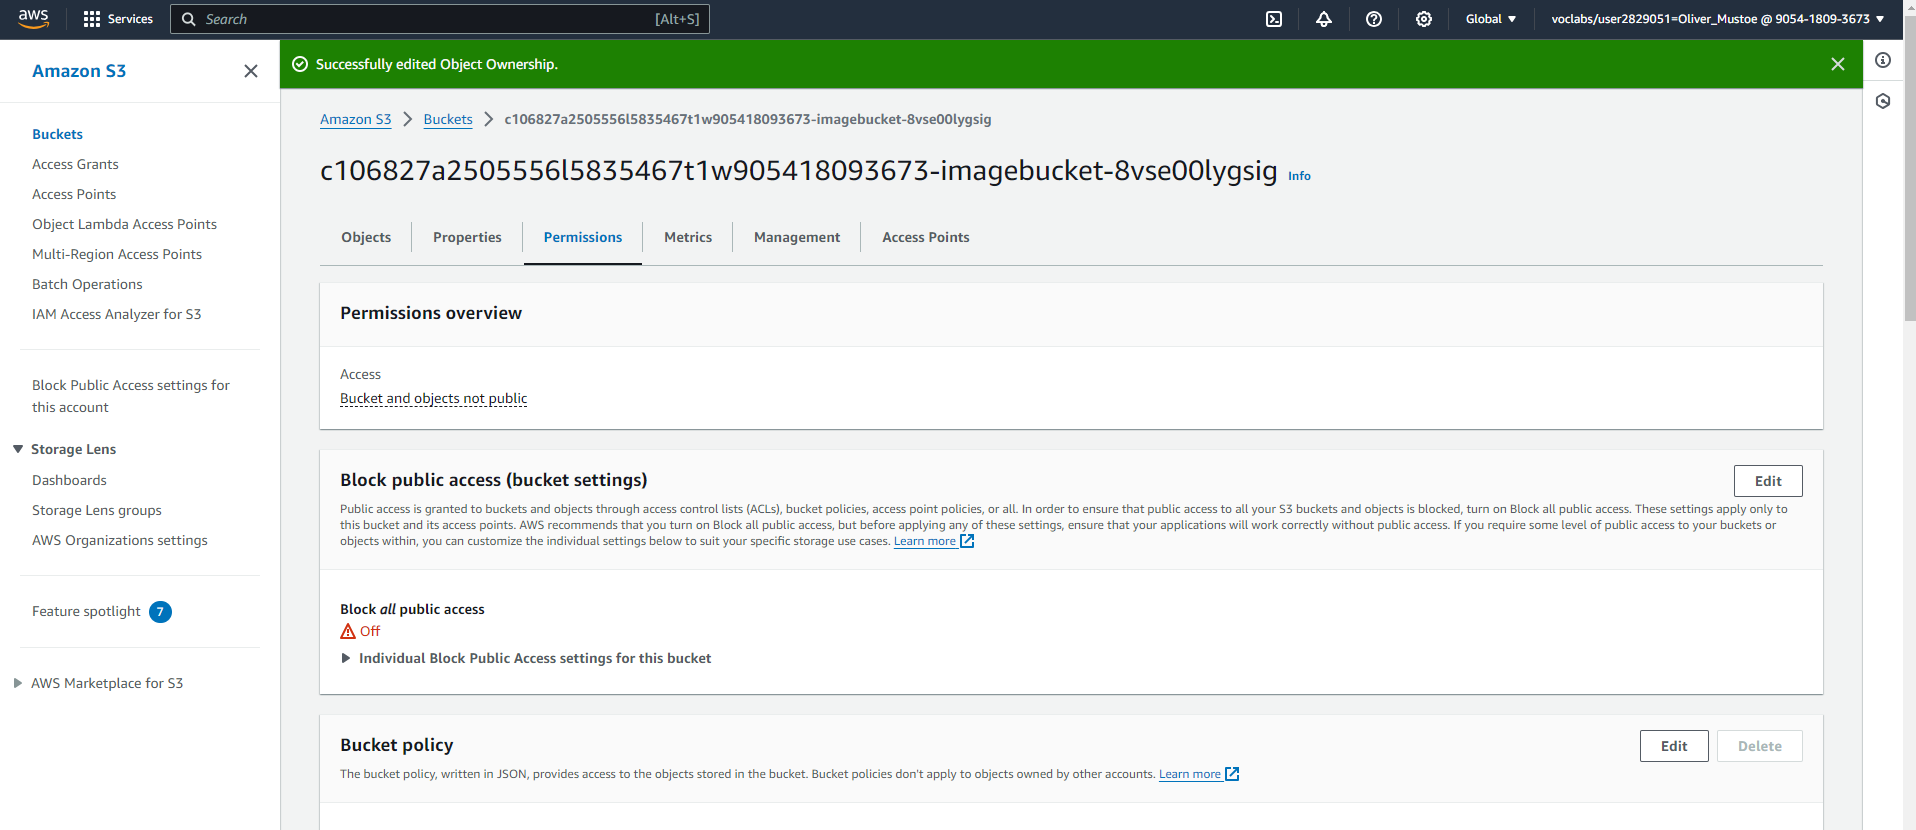 aws
Services
Search [Alt+S]
Global
voclabs/user2829051=Oliver_Mustoe @ 9054-1809-3673
Amazon S3
Buckets
Access Grants
Access Points
Object Lambda Access Points
Multi-Region Access Points
Batch Operations
IAM Access Analyzer for S3
Block Public Access settings for
this account
Storage Lens
Dashboards
Storage Lens groups
AWS Organizations settings
Feature spotlight 7
AWS Marketplace for S3
Successfully edited Object Ownership.
Amazon S3 > Buckets > c106827a2505556l5835467t1w905418093673-imagebucket-8vse00lygsig
c106827a2505556l5835467t1w905418093673-imagebucket-8vse00lygsig Info
Objects Properties Permissions Metrics Management Access Points
Permissions overview
Access
Bucket and objects not public
Block public access (bucket settings)
Edit
Public access is granted to buckets and objects through access control lists (ACLs), bucket policies, access point policies, or all. In order to ensure that public access to all your S3 buckets and objects is blocked, turn on Block all public access. These settings apply only to
this bucket and its access points. AWS recommends that you turn on Block all public access, but before applying any of these settings, ensure that your applications will work correctly without public access. If you require some level of public access to your buckets or
objects within, you can customize the individual settings below to suit your specific storage use cases. Learn more
Block all public access
Off
Individual Block Public Access settings for this bucket
Bucket policy
Edit Delete
The bucket policy, written in JSON, provides access to the objects stored in the bucket. Bucket policies don't apply to objects owned by other accounts. Learn more